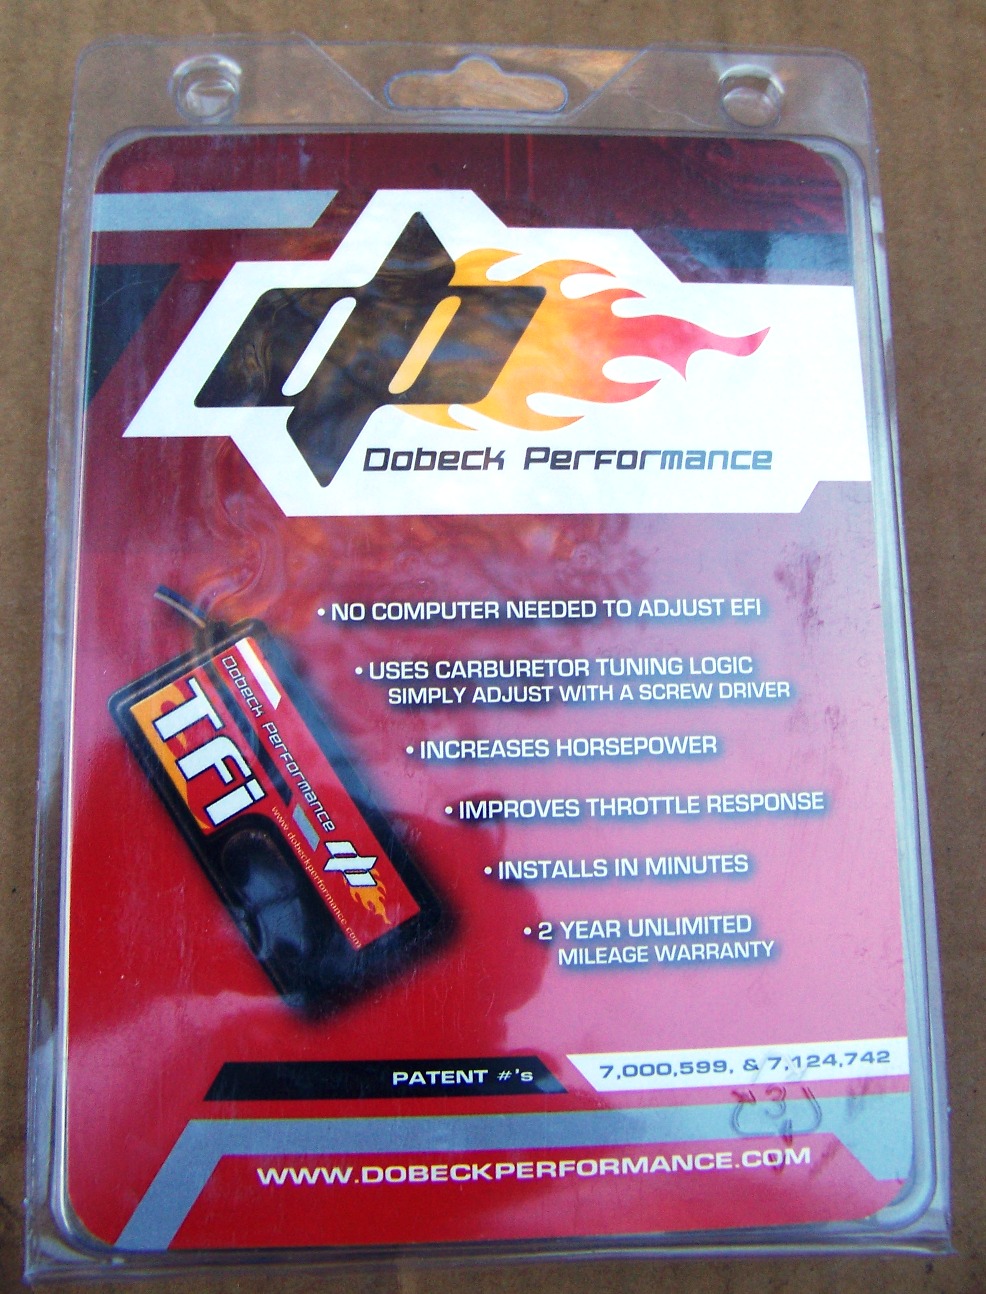 Dobeck Performance
• NO COMPUTER NEEDED TO ADJUST EFI
• USES CARBURETOR TUNING LOGIC
SIMPLY ADJUST WITH A SCREW DRIVER
• INCREASES HORSEPOWER
• IMPROVES THROTTLE RESPONSE
• INSTALLS IN MINUTES
• 2 YEAR UNLIMITED
MILEAGE WARRANTY
Dobeck Performance
Tfi
www.dobeckperformance.com
PATENT #'s
7,000,599, & 7,124,742
3
WWW.DOBECKPERFORMANCE.COM